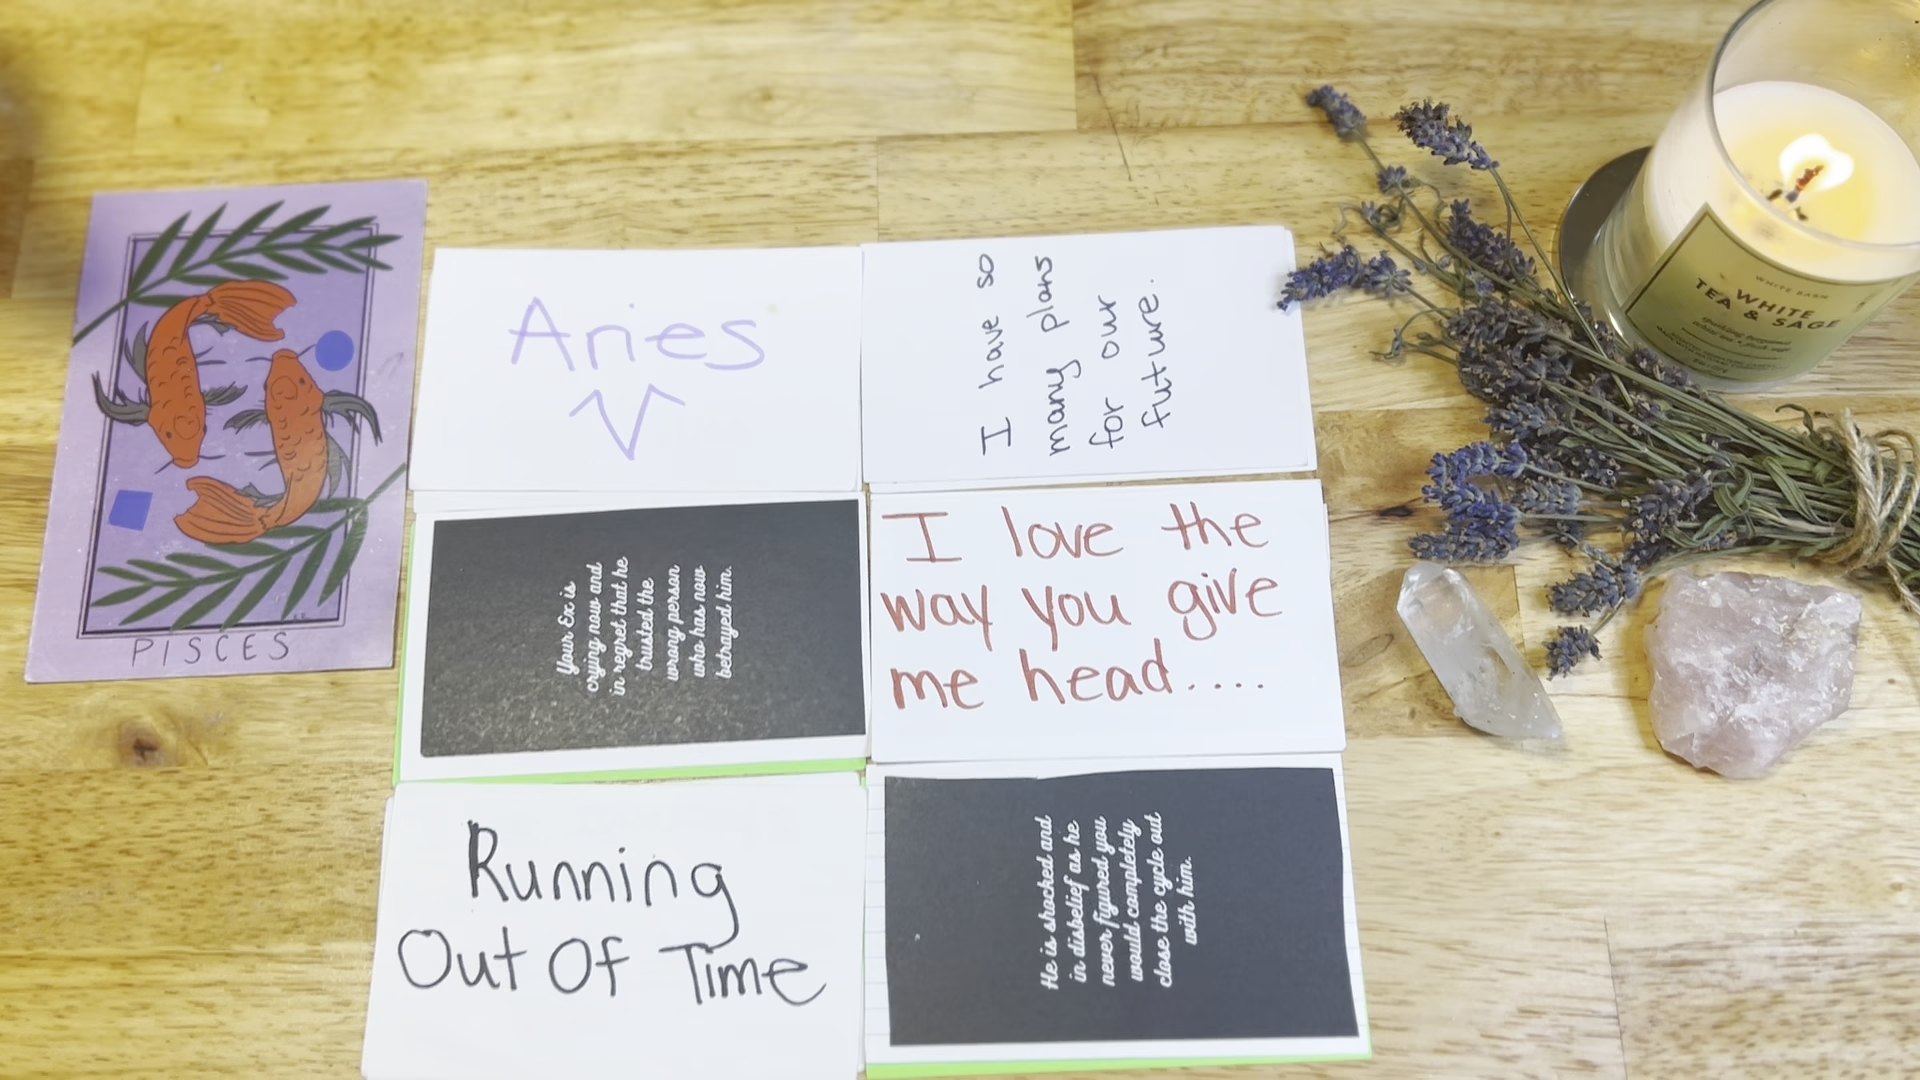 PISCES
Aries
I have so
many plans
for our
future.
Your Ex is
crying now and
in regret that he
trusted the
wrong person
who has now
betrayed him.
I love the
way you give
me head....
Running
Out Of Time
He is shocked and
in disbelief as he
never figured you
would completely
close the cycle out
with him.
WHITE BARN
WHITE
TEA & SAGE